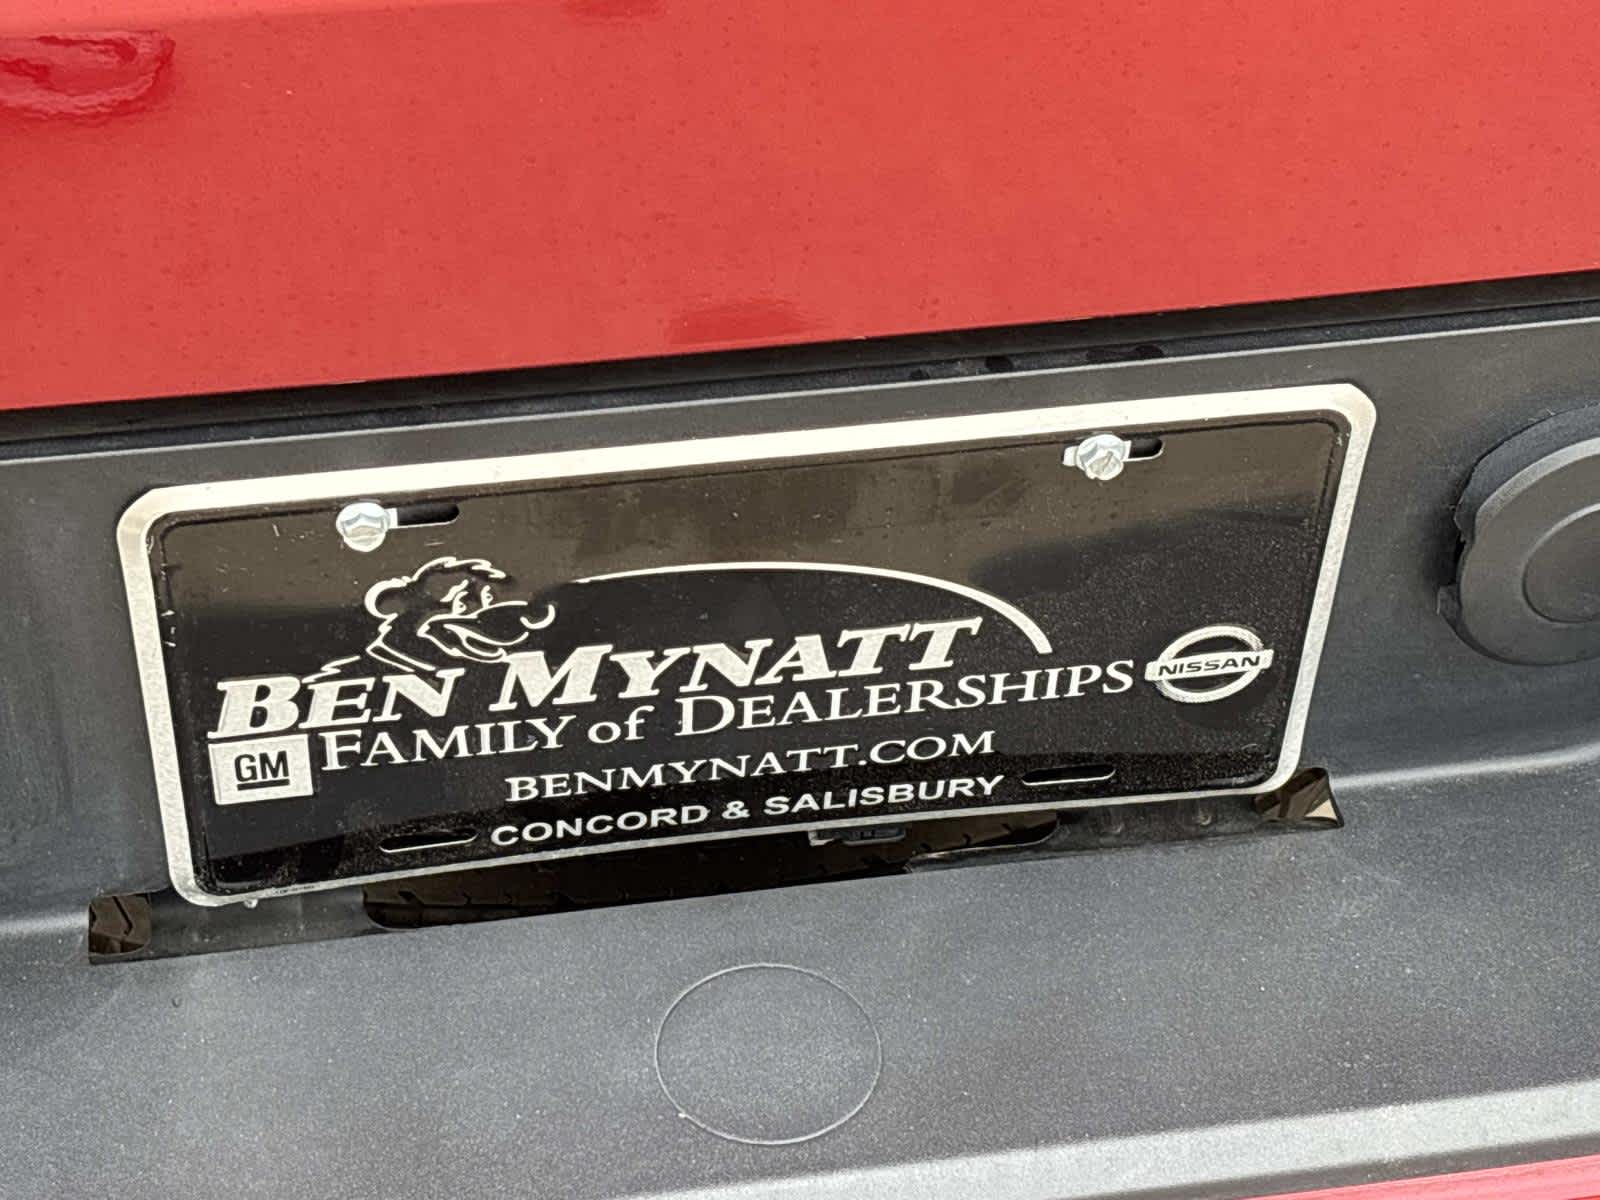 BEN MYNATT
GM FAMILY of DEALERSHIPS NISSAN
BENMYNATT.COM
CONCORD & SALISBURY